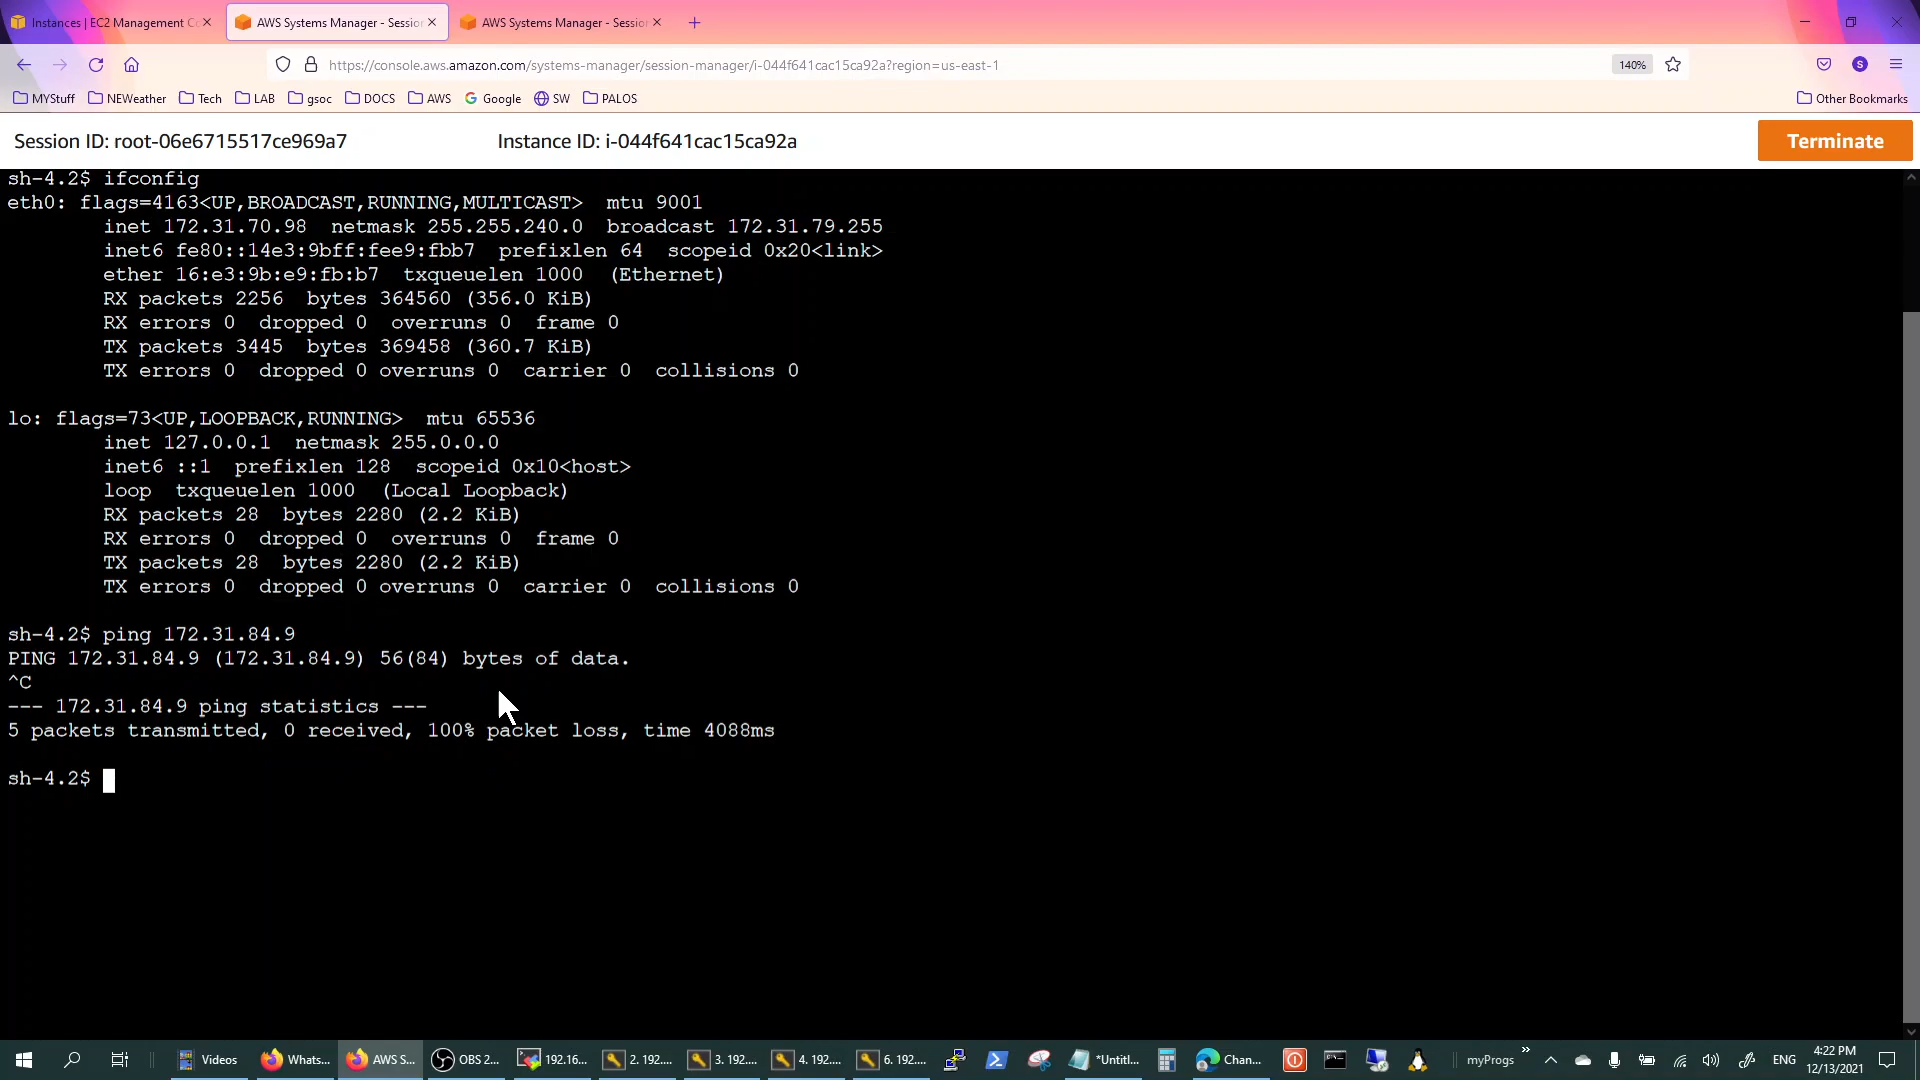 Instances | EC2 Management Co
AWS Systems Manager - Session
AWS Systems Manager - Session
https://console.aws.amazon.com/systems-manager/session-manager/i-044f641cac15ca92a?region=us-east-1
140%
S
MYStuff
NEWeather
Tech
LAB
gsoc
DOCS
AWS
Google
SW
PALOS
Other Bookmarks
Session ID: root-06e6715517ce969a7
Instance ID: i-044f641cac15ca92a
Terminate
sh-4.2$ ifconfig
eth0: flags=4163<UP,BROADCAST,RUNNING,MULTICAST>  mtu 9001
inet 172.31.70.98  netmask 255.255.240.0  broadcast 172.31.79.255
inet6 fe80::14e3:9bff:fee9:fbb7  prefixlen 64  scopeid 0x20<link>
ether 16:e3:9b:e9:fb:b7  txqueuelen 1000  (Ethernet)
RX packets 2256  bytes 364560 (356.0 KiB)
RX errors 0  dropped 0  overruns 0  frame 0
TX packets 3445  bytes 369458 (360.7 KiB)
TX errors 0  dropped 0 overruns 0  carrier 0  collisions 0
lo: flags=73<UP,LOOPBACK,RUNNING>  mtu 65536
inet 127.0.0.1  netmask 255.0.0.0
inet6 ::1  prefixlen 128  scopeid 0x10<host>
loop  txqueuelen 1000  (Local Loopback)
RX packets 28  bytes 2280 (2.2 KiB)
RX errors 0  dropped 0  overruns 0  frame 0
TX packets 28  bytes 2280 (2.2 KiB)
TX errors 0  dropped 0 overruns 0  carrier 0  collisions 0
sh-4.2$ ping 172.31.84.9
PING 172.31.84.9 (172.31.84.9) 56(84) bytes of data.
^C
--- 172.31.84.9 ping statistics ---
5 packets transmitted, 0 received, 100% packet loss, time 4088ms
sh-4.2$
Videos
Whats...
AWS S...
OBS 2...
192.16...
2. 192....
3. 192....
4. 192....
6. 192....
*Untitl...
Chan...
myProgs
ENG
4:22 PM
12/13/2021